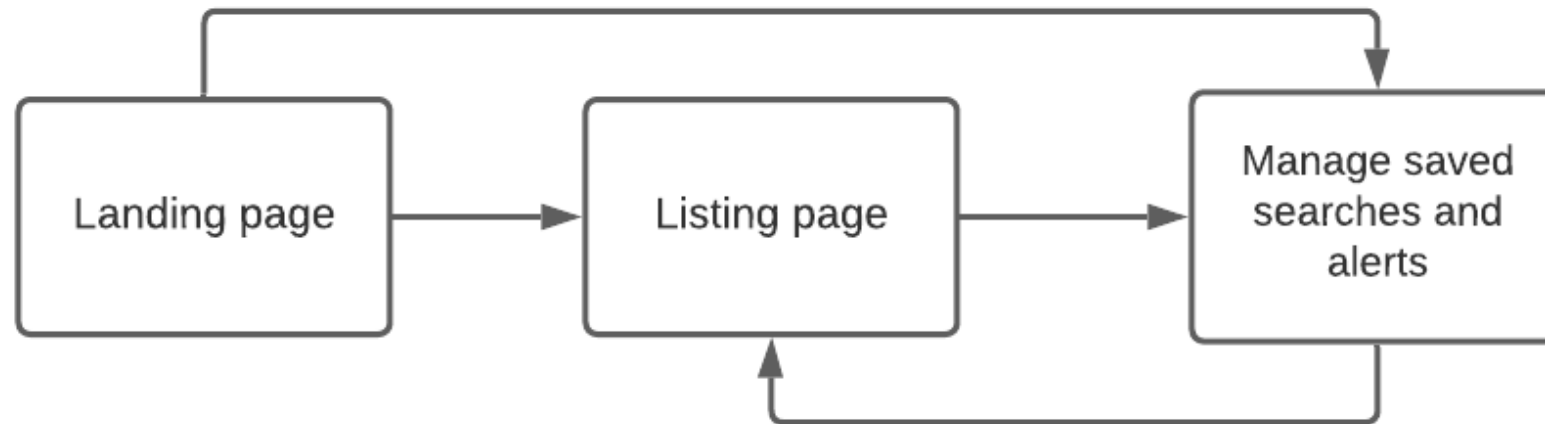 Landing page
Listing page
Manage saved
searches and
alerts